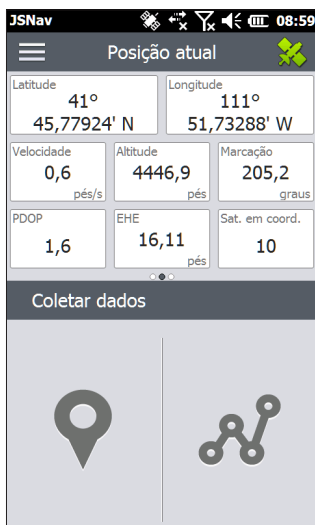 JSNav 08:59
Posição atual
Latitude Longitude
41° 111°
45,77924' N 51,73288' W
Velocidade Altitude Marcação
0,6 4446,9 205,2
pés/s pés graus
PDOP EHE Sat. em coord.
1,6 16,11 10
pés
Coletar dados